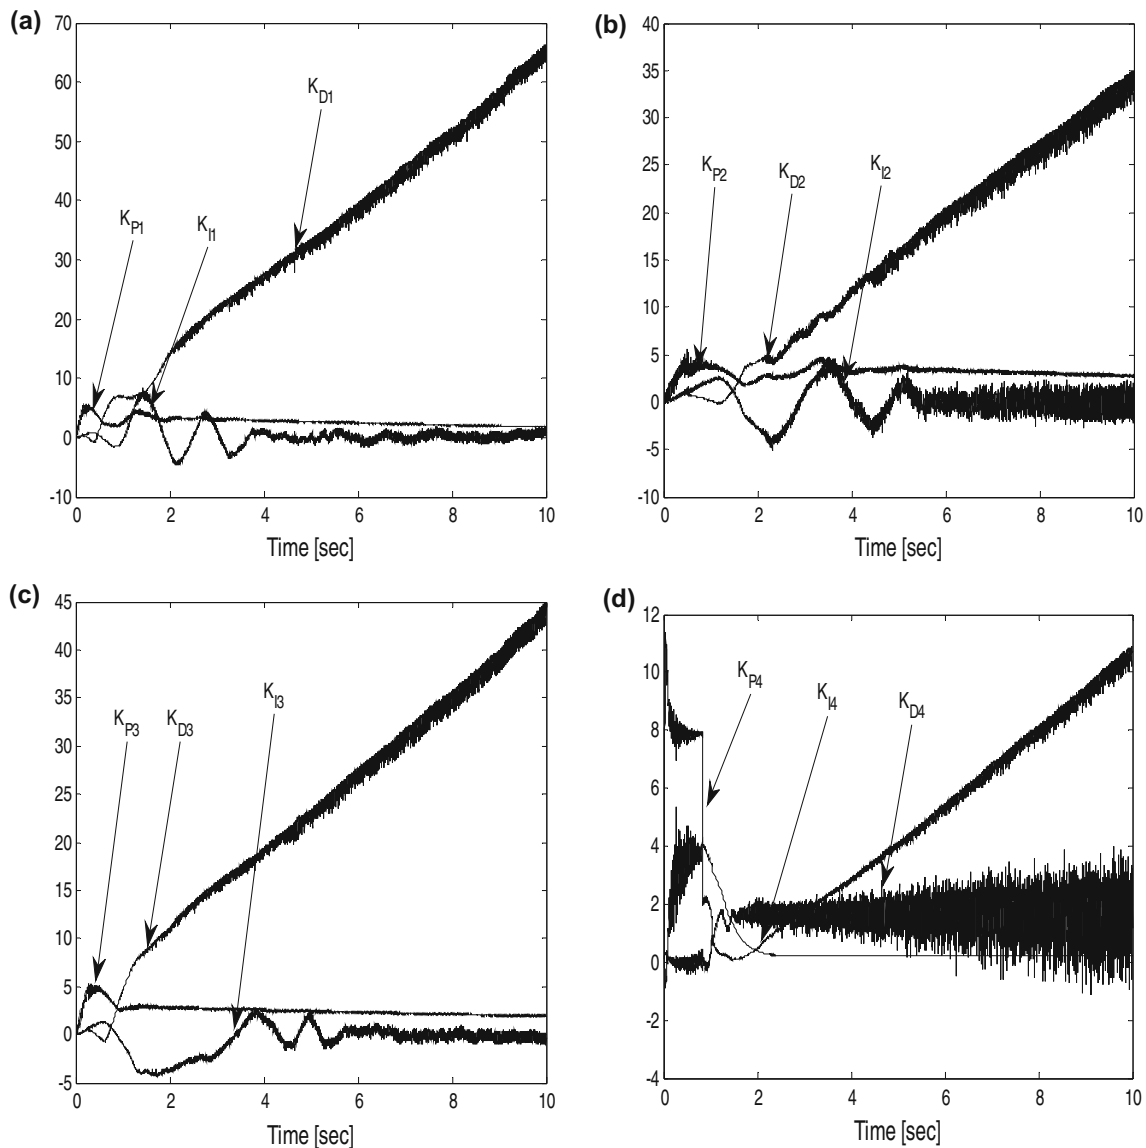 (a)
70
60
50
40
30
20
10
0
-10
K_P1
K_I1
K_D1
0 2 4 6 8 10
Time [sec]
(b)
40
35
30
25
20
15
10
5
0
-5
-10
K_P2
K_D2
K_I2
0 2 4 6 8 10
Time [sec]
(c)
45
40
35
30
25
20
15
10
5
0
-5
K_P3
K_D3
K_I3
0 2 4 6 8 10
Time [sec]
(d)
12
10
8
6
4
2
0
-2
-4
K_P4
K_I4
K_D4
0 2 4 6 8 10
Time [sec]